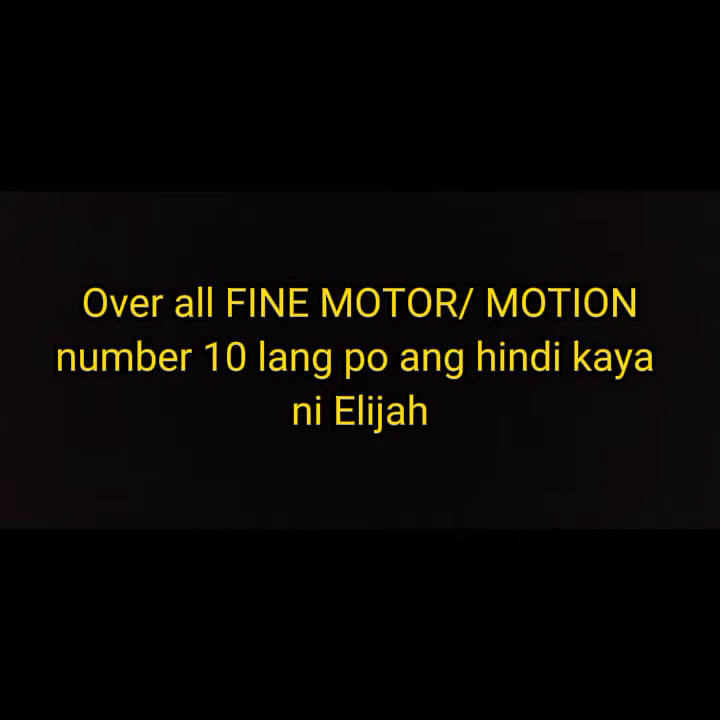 Over all FINE MOTOR/ MOTION
number 10 lang po ang hindi kaya
ni Elijah